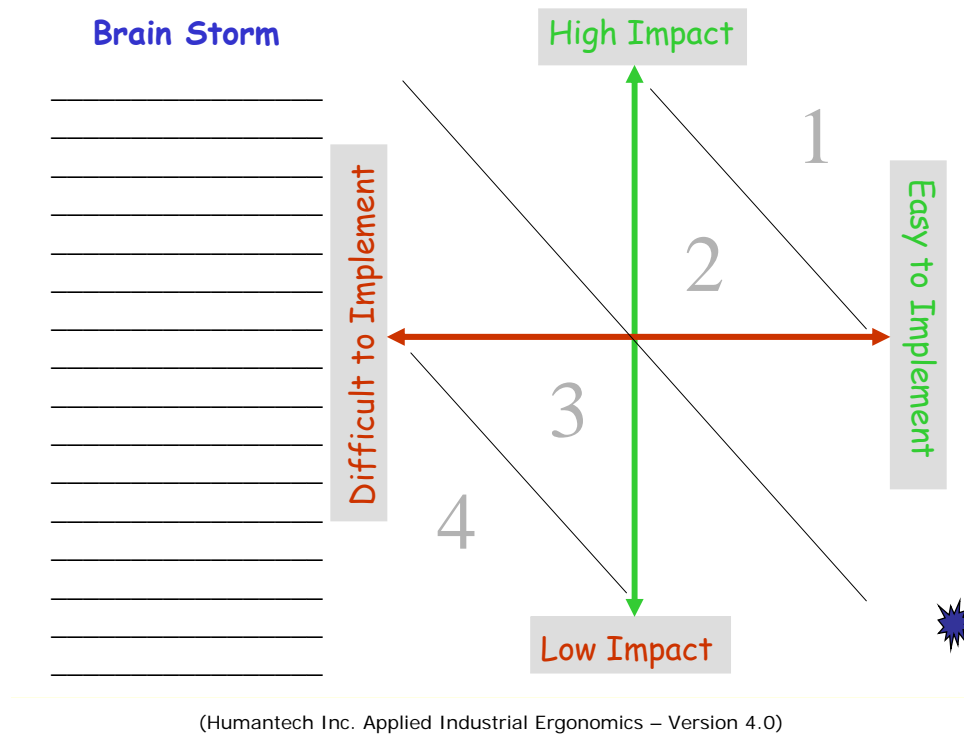 Brain Storm
High Impact
1
2
Difficult to Implement
Easy to Implement
3
4
Low Impact
(Humantech Inc. Applied Industrial Ergonomics – Version 4.0)